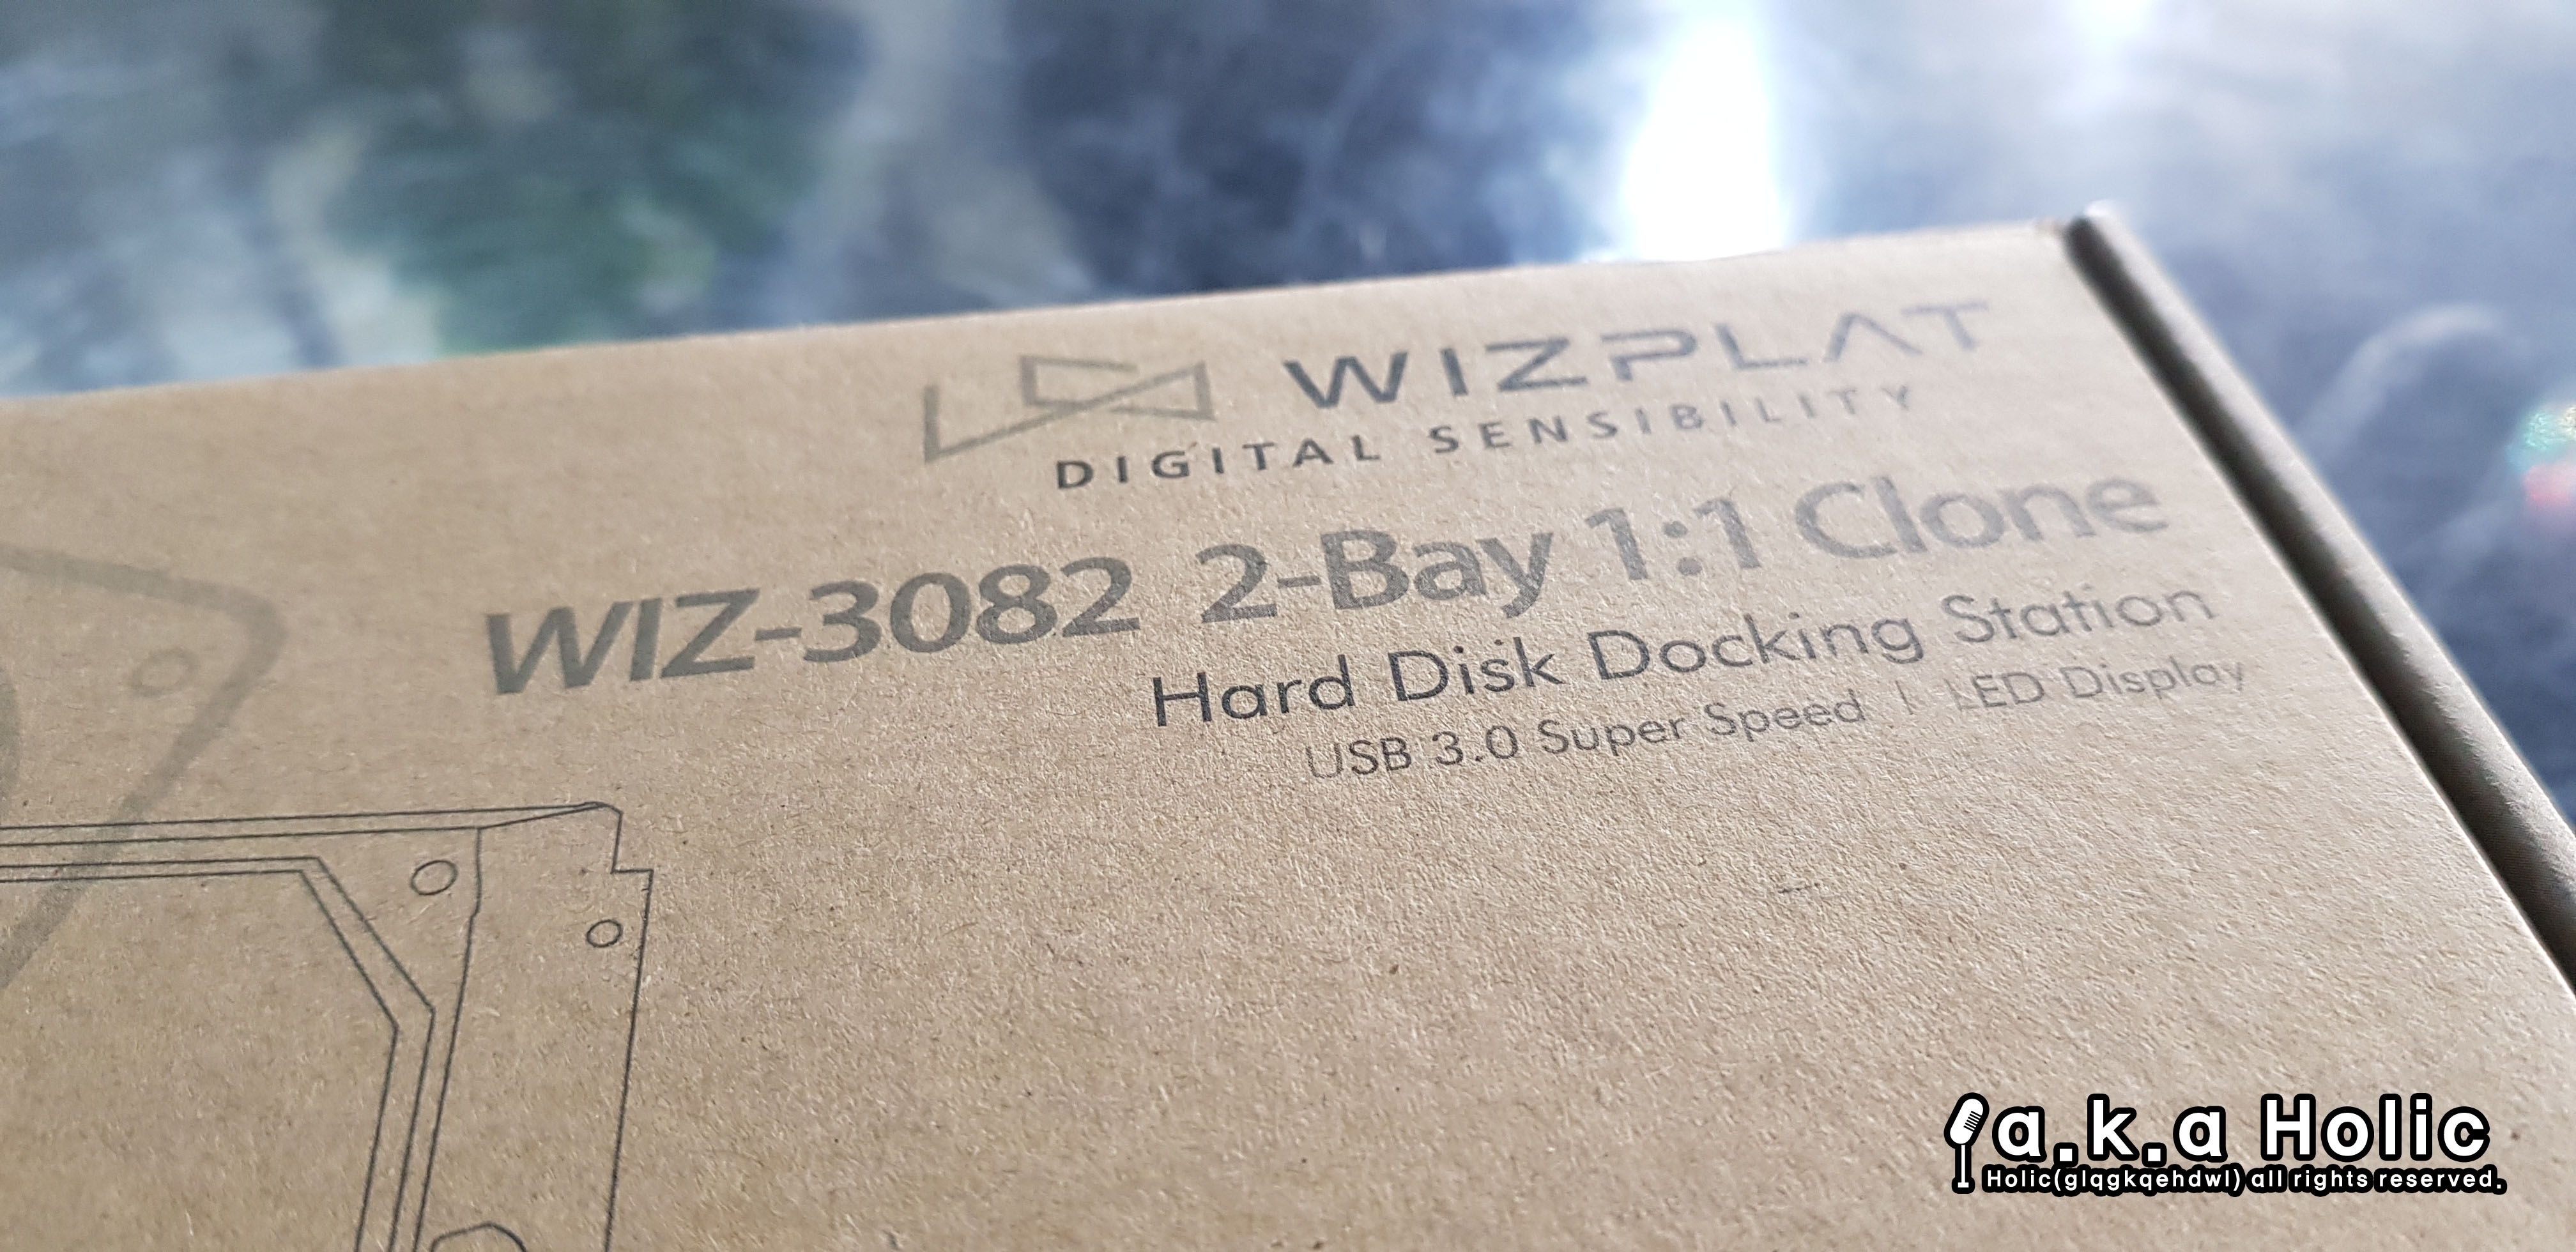 WIZPLAT
DIGITAL SENSIBILITY
WIZ-3082 2-Bay 1:1 Clone
Hard Disk Docking Station
USB 3.0 Super Speed | LED Display
a.k.a Holic
Holic(glqgkqehdwl) all rights reserved.